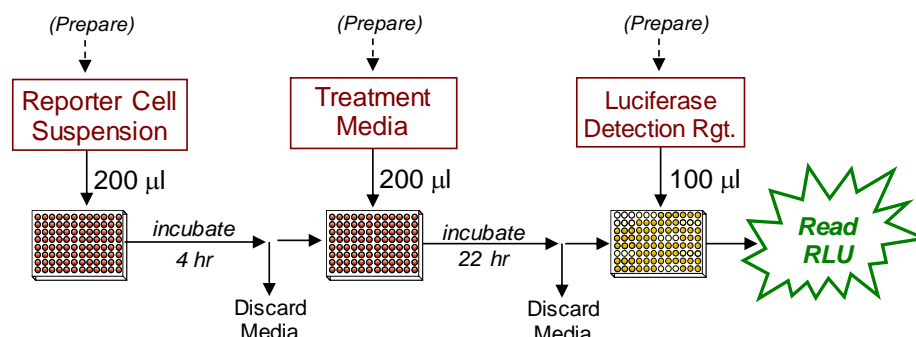 (Prepare)
Reporter Cell
Suspension
200 µl
incubate
4 hr
Discard
Media
(Prepare)
Treatment
Media
200 µl
incubate
22 hr
Discard
Media
(Prepare)
Luciferase
Detection Rgt.
100 µl
Read
RLU